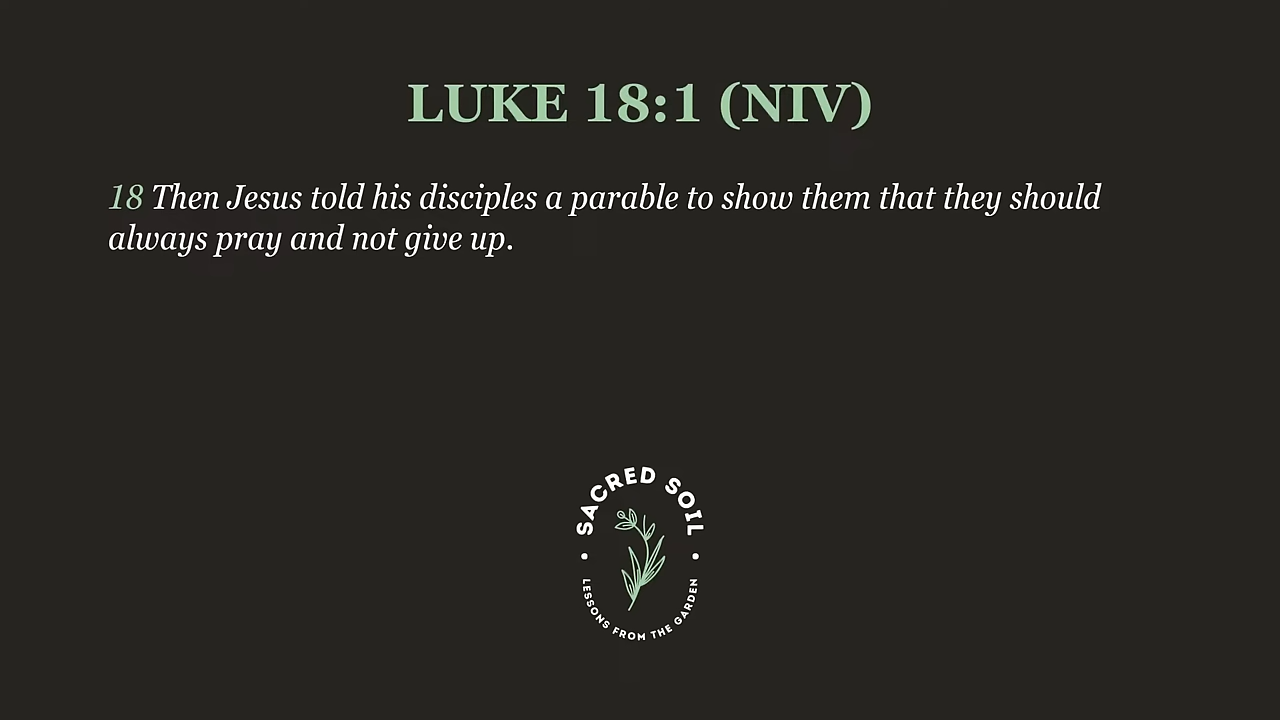 LUKE 18:1 (NIV)
18 Then Jesus told his disciples a parable to show them that they should
always pray and not give up.
SACRED SOIL
LESSONS FROM THE GARDEN